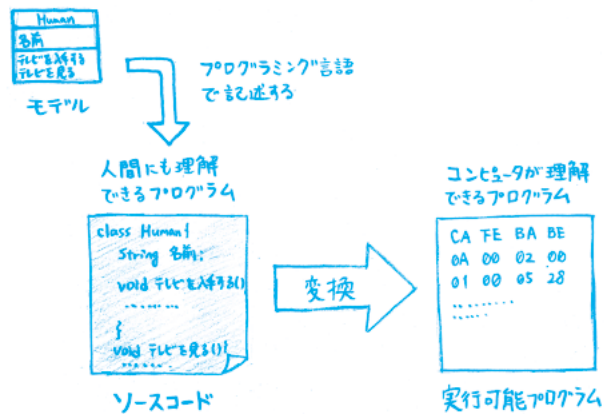 Human
名前
テレビを入手する
テレビを見る
モデル
プログラミング言語
で記述する
人間にも理解
できるプログラム
class Human{
String 名前;
void テレビを入手する()
.........
}
void テレビを見る(){
.........
ソースコード
変換
コンピュータが理解
できるプログラム
CA FE BA BE
0A 00 02 00
01 00 05 28
.........
......
実行可能プログラム